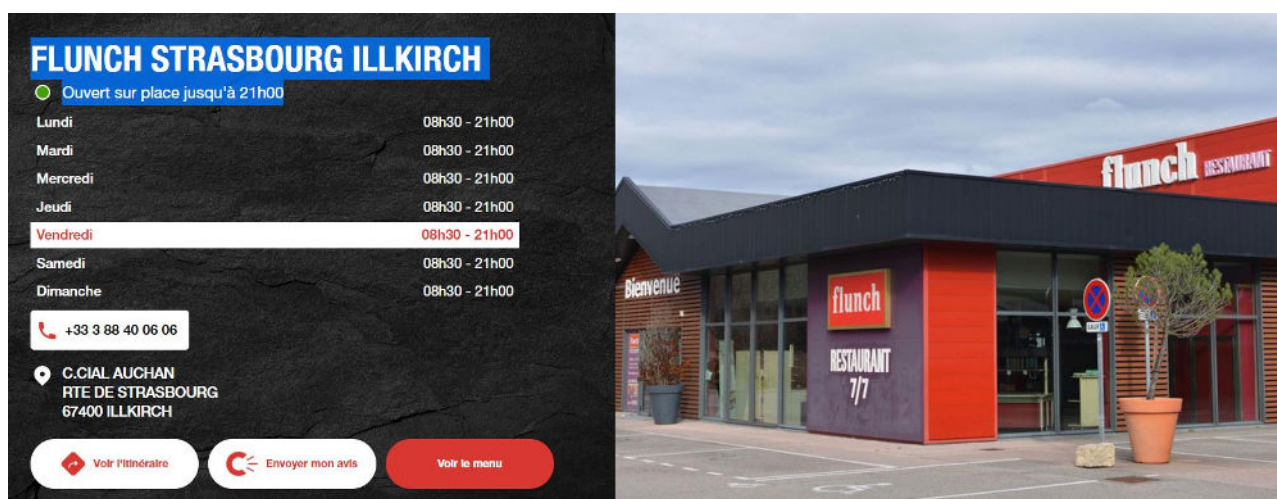 FLUNCH STRASBOURG ILLKIRCH
Ouvert sur place jusqu'à 21h00
Lundi 08h30 - 21h00
Mardi 08h30 - 21h00
Mercredi 08h30 - 21h00
Jeudi 08h30 - 21h00
Vendredi 08h30 - 21h00
Samedi 08h30 - 21h00
Dimanche 08h30 - 21h00
+33 3 88 40 06 06
C.CIAL AUCHAN
RTE DE STRASBOURG
67400 ILLKIRCH
Voir l'itinéraire
Envoyer mon avis
Voir le menu
flunch RESTAURANT
Bienvenue
flunch
RESTAURANT
7/7